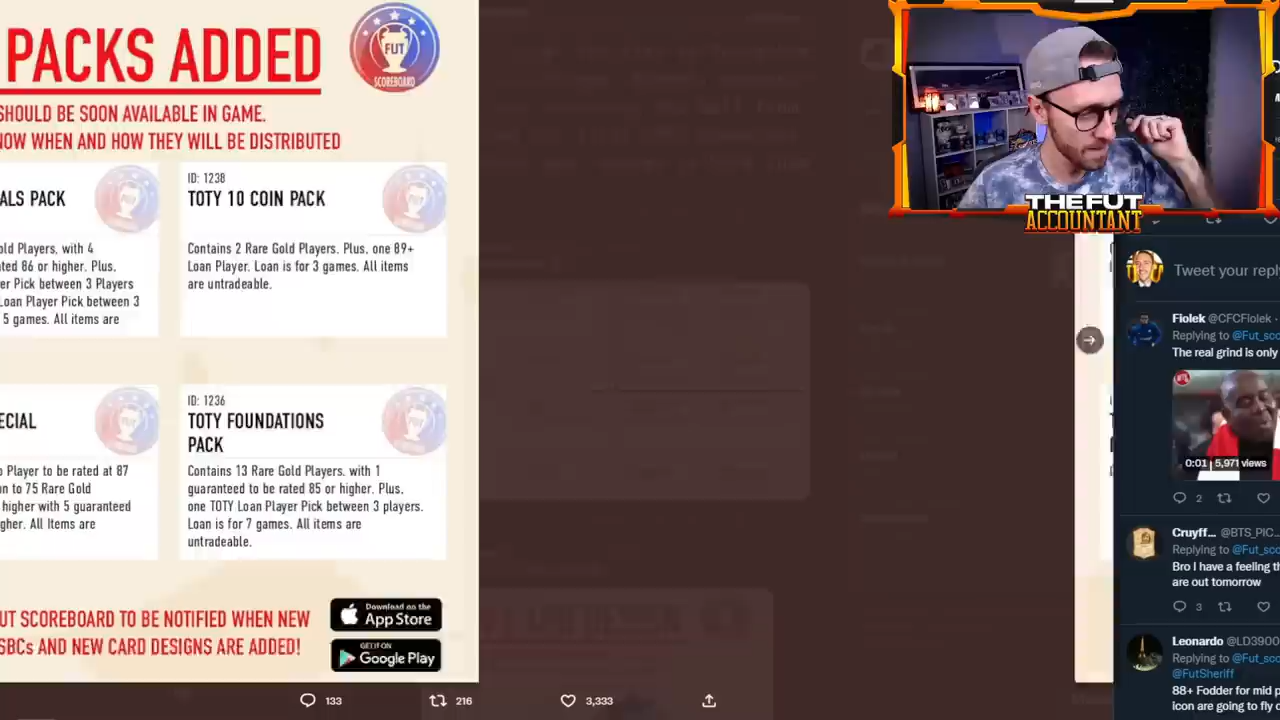 PACKS ADDED
FUT
SCOREBOARD
SHOULD BE SOON AVAILABLE IN GAME.
NOW WHEN AND HOW THEY WILL BE DISTRIBUTED
ALS PACK
old Players, with 4
ated 86 or higher. Plus,
er Pick between 3 Players
Loan Player Pick between 3
5 games. All items are
ID: 1238
TOTY 10 COIN PACK
Contains 2 Rare Gold Players. Plus, one 89+
Loan Player. Loan is for 3 games. All items
are untradeable.
ECIAL
o Player to be rated at 87
on to 75 Rare Gold
higher with 5 guaranteed
gher. All Items are
ID: 1236
TOTY FOUNDATIONS
PACK
Contains 13 Rare Gold Players, with 1
guaranteed to be rated 85 or higher. Plus,
one TOTY Loan Player Pick between 3 players.
Loan is for 7 games. All items are
untradeable.
UT SCOREBOARD TO BE NOTIFIED WHEN NEW
SBCs AND NEW CARD DESIGNS ARE ADDED!
Download on the
App Store
GET IT ON
Google Play
133
216
3,333
THE FUT
ACCOUNTANT
Tweet your reply
Fiolek @CFCFiolek ·
Replying to @Fut_sco
The real grind is only
0:01 | 5,971 views
2
Cruyff... @BTS_PIC...
Replying to @Fut_sco
Bro I have a feeling th
are out tomorrow
3
Leonardo @LD3900
Replying to @Fut_sc
@FutSheriff
88+ Fodder for mid p
icon are going to fly o